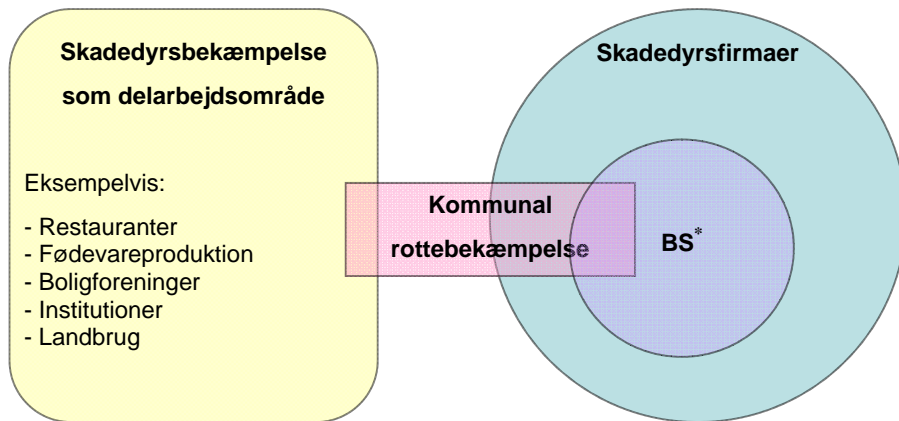 Skadedyrsbekæmpelse
som delarbejdsområde
Eksempelvis:
- Restauranter
- Fødevareproduktion
- Boligforeninger
- Institutioner
- Landbrug
Kommunal
rottebekæmpelse
Skadedyrsfirmaer
BS*